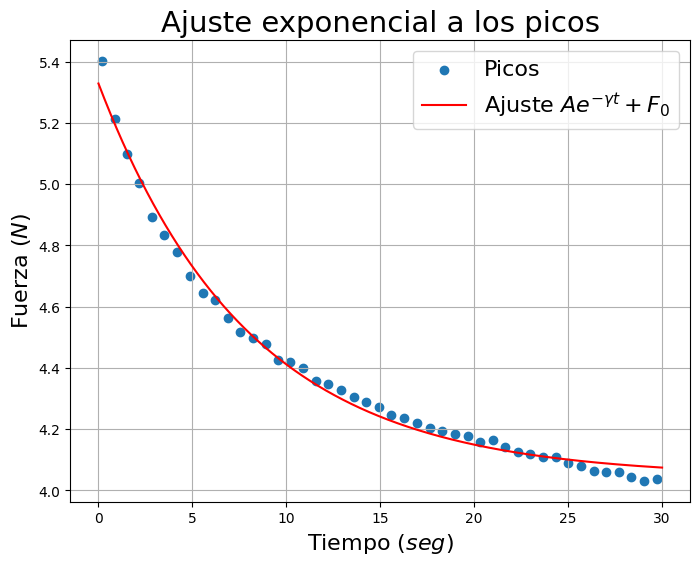 Ajuste exponencial a los picos
Picos
Ajuste $Ae^{-\gamma t} + F_0$
Fuerza (N)
5.4
5.2
5.0
4.8
4.6
4.4
4.2
4.0
0 5 10 15 20 25 30
Tiempo (seg)